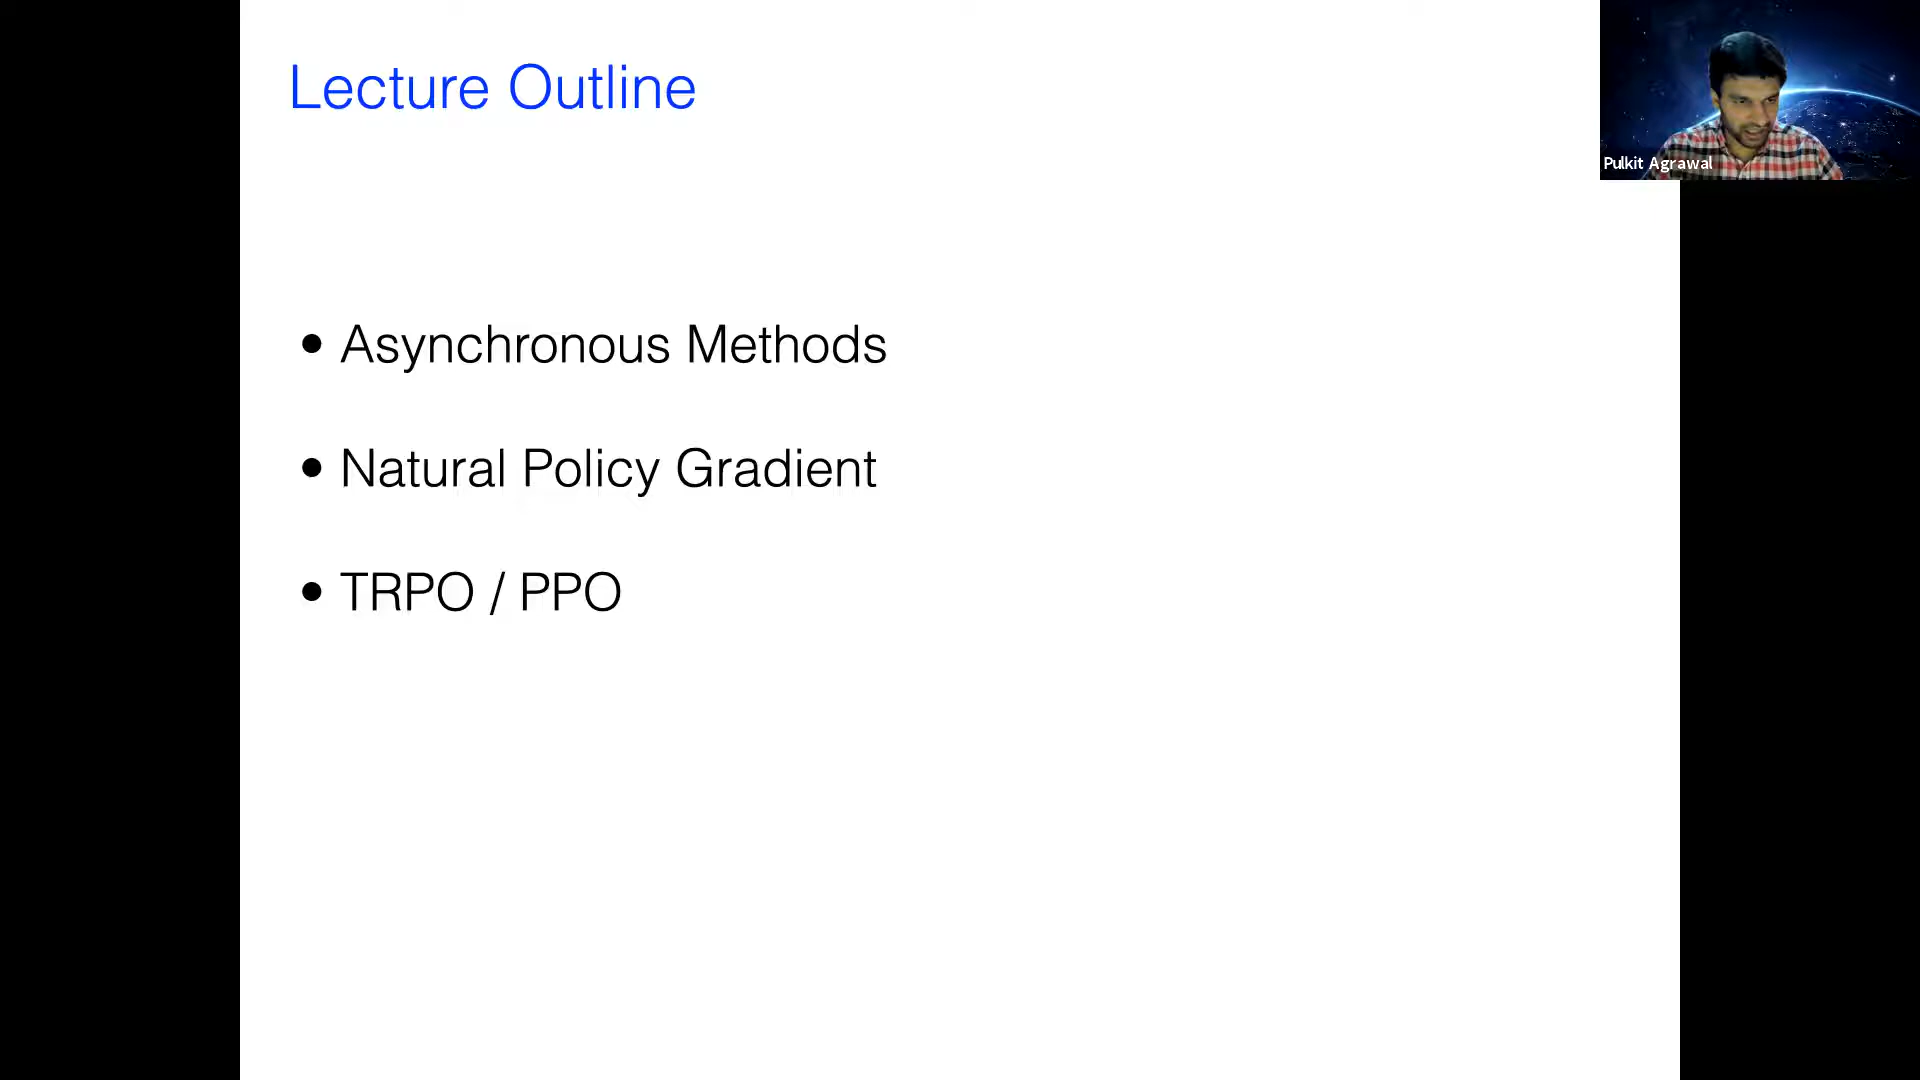 Lecture Outline
Pulkit Agrawal
• Asynchronous Methods
• Natural Policy Gradient
• TRPO / PPO